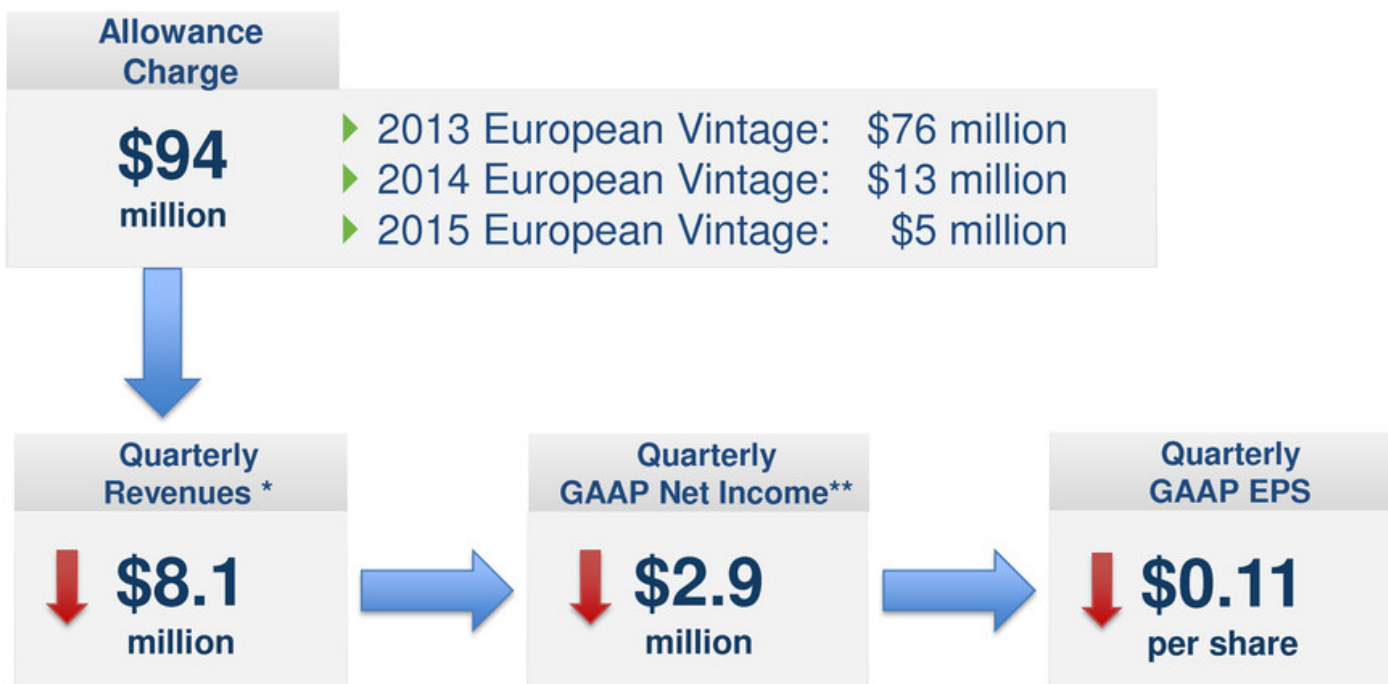 Allowance
Charge
$94
million
2013 European Vintage: $76 million
2014 European Vintage: $13 million
2015 European Vintage: $5 million
Quarterly
Revenues *
$8.1
million
Quarterly
GAAP Net Income**
$2.9
million
Quarterly
GAAP EPS
$0.11
per share